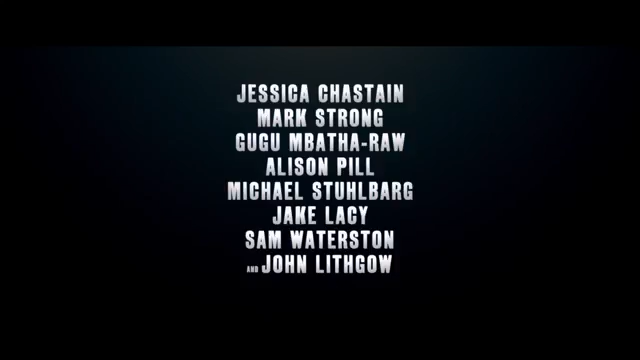 JESSICA CHASTAIN
MARK STRONG
GUGU MBATHA-RAW
ALISON PILL
MICHAEL STUHLBARG
JAKE LACY
SAM WATERSTON
AND JOHN LITHGOW